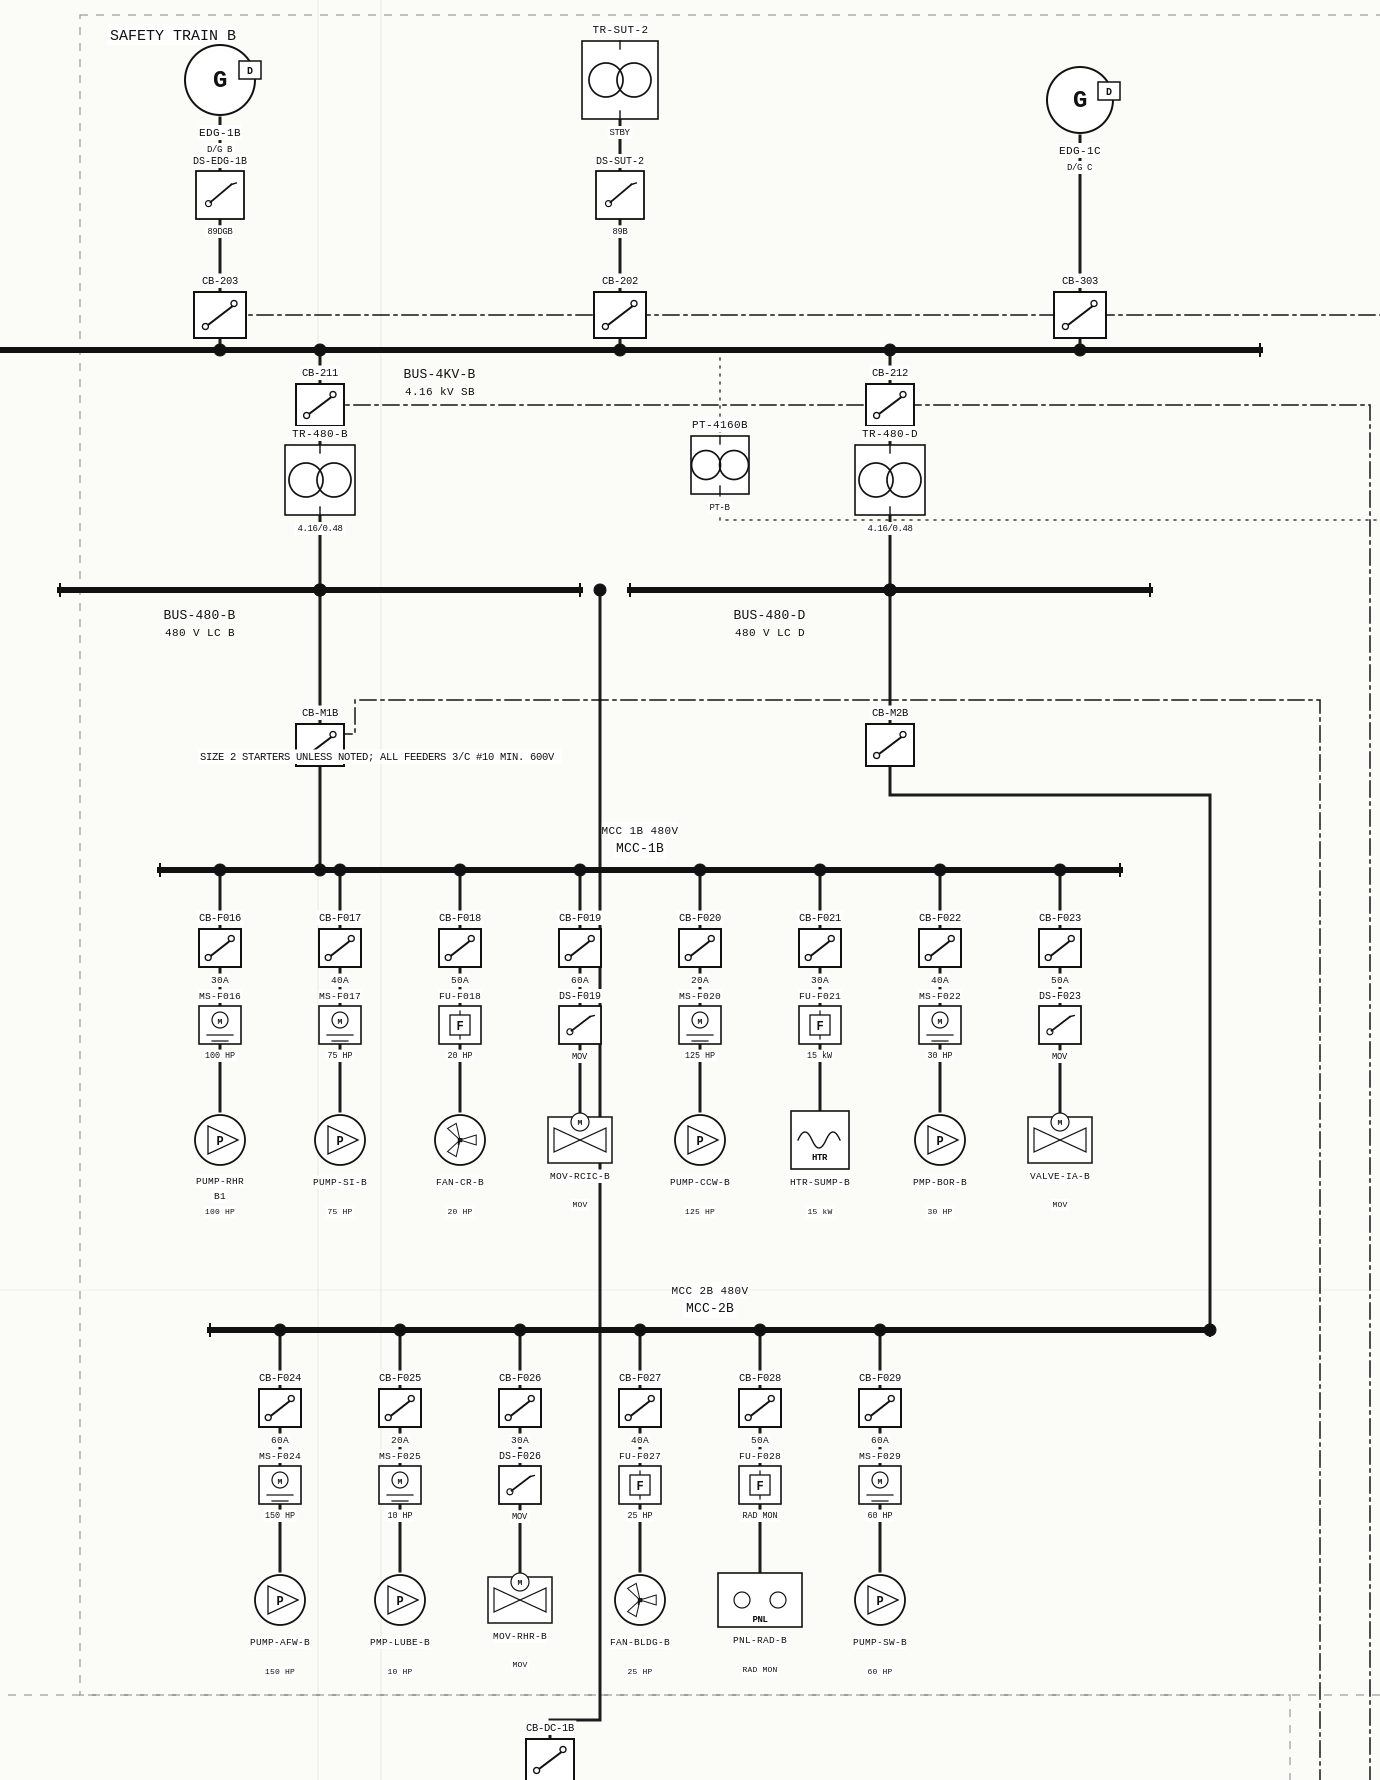 SAFETY TRAIN B
TR-SUT-2
G
D
G
D
EDG-1B
STBY
EDG-1C
D/G B
DS-EDG-1B
DS-SUT-2
D/G C
89DGB
89B
CB-203
CB-202
CB-303
CB-211
BUS-4KV-B
CB-212
4.16 kV SB
TR-480-B
PT-4160B
TR-480-D
PT-B
4.16/0.48
4.16/0.48
BUS-480-B
BUS-480-D
480 V LC B
480 V LC D
CB-M1B
CB-M2B
SIZE 2 STARTERS UNLESS NOTED; ALL FEEDERS 3/C #10 MIN. 600V
MCC 1B 480V
MCC-1B
CB-F016 CB-F017 CB-F018 CB-F019 CB-F020 CB-F021 CB-F022 CB-F023
30A 40A 50A 60A 20A 30A 40A 50A
MS-F016 MS-F017 FU-F018 DS-F019 MS-F020 FU-F021 MS-F022 DS-F023
M M F M F M
100 HP 75 HP 20 HP MOV 125 HP 15 kW 30 HP MOV
M M
P P P P
HTR
PUMP-RHR PUMP-SI-B FAN-CR-B MOV-RCIC-B PUMP-CCW-B HTR-SUMP-B PMP-BOR-B VALVE-IA-B
B1
MOV MOV
100 HP 75 HP 20 HP 125 HP 15 kW 30 HP
MCC 2B 480V
MCC-2B
CB-F024 CB-F025 CB-F026 CB-F027 CB-F028 CB-F029
60A 20A 30A 40A 50A 60A
MS-F024 MS-F025 DS-F026 FU-F027 FU-F028 MS-F029
M M F F M
150 HP 10 HP MOV 25 HP RAD MON 60 HP
M
P P P
PNL
PUMP-AFW-B PMP-LUBE-B MOV-RHR-B FAN-BLDG-B PNL-RAD-B PUMP-SW-B
MOV
150 HP 10 HP 25 HP RAD MON 60 HP
CB-DC-1B